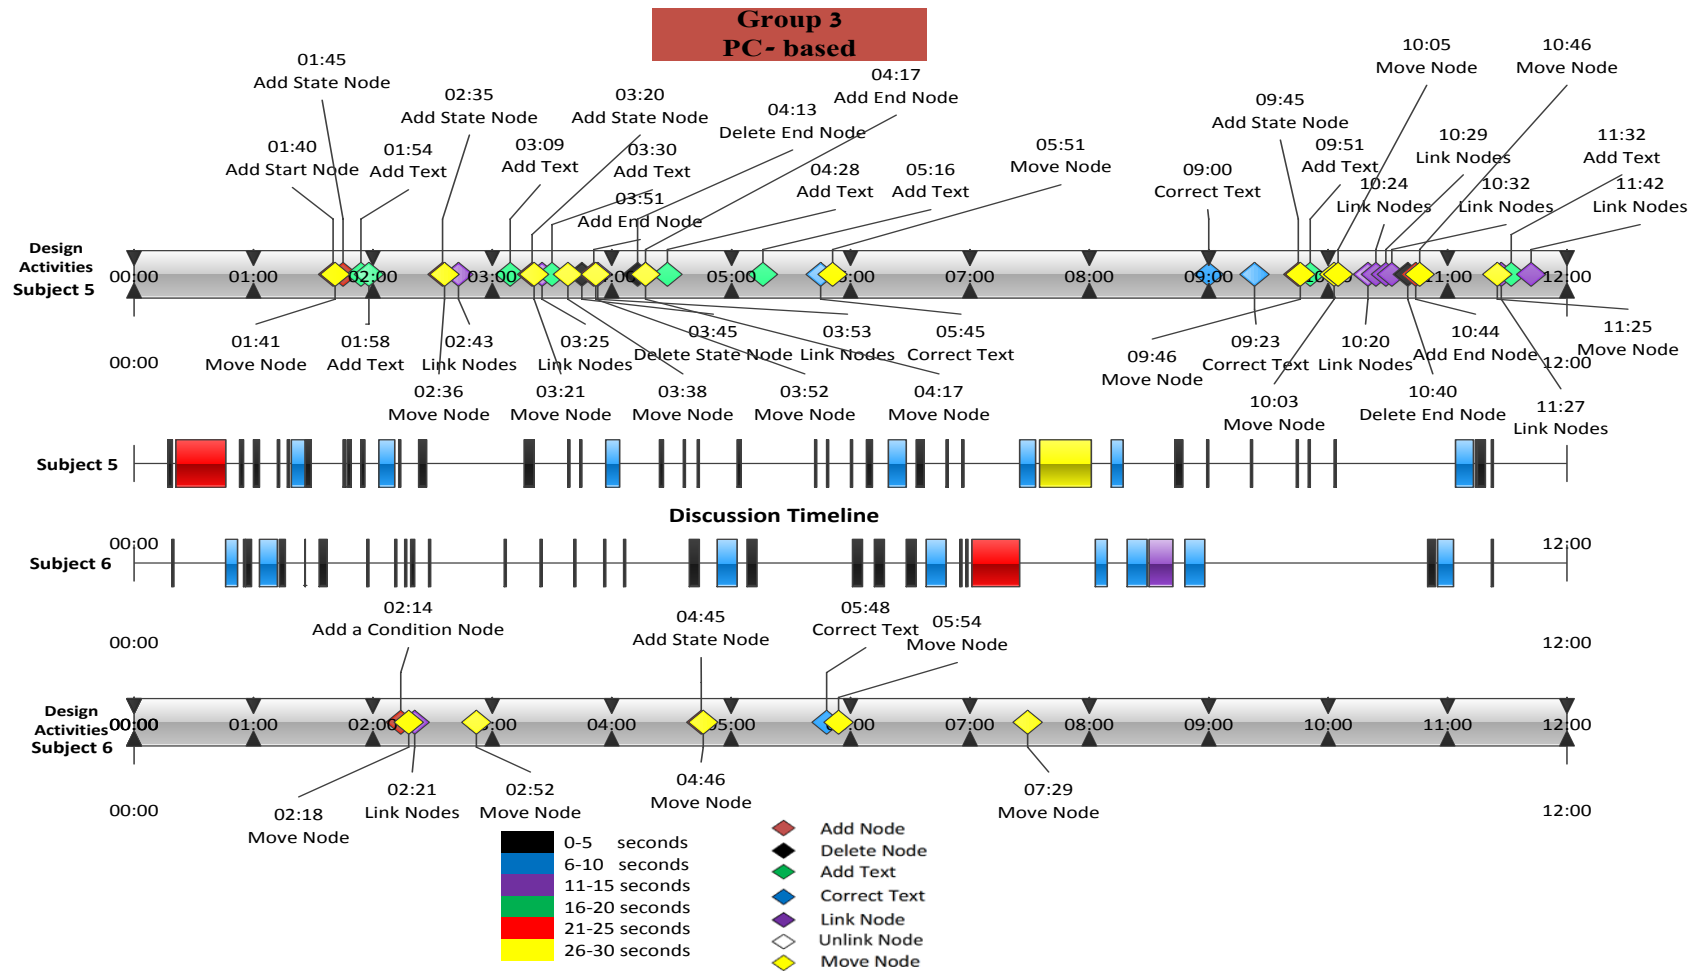 Group 3
PC- based
01:45
Add State Node
10:05
Move Node
10:46
Move Node
04:17
Add End Node
02:35
Add State Node
03:20
Add State Node
04:13
Delete End Node
09:45
Add State Node
10:29
Link Nodes
11:32
Add Text
01:40
Add Start Node
01:54
Add Text
03:09
Add Text
03:30
Add Text
04:28
Add Text
05:16
Add Text
05:51
Move Node
09:00
Correct Text
09:51
Add Text
10:24
Link Nodes
10:32
Link Nodes
11:42
Link Nodes
03:51
Add End Node
Design
Activities
Subject 5
00:00 01:00 02:00 03:00 04:00 05:00 06:00 07:00 08:00 09:00 10:00 11:00 12:00
01:41
Move Node
01:58
Add Text
02:43
Link Nodes
03:25
Link Nodes
03:45
Delete State Node
03:53
Link Nodes
05:45
Correct Text
09:46
Move Node
09:23
Correct Text
10:20
Link Nodes
10:44
Add End Node
11:25
Move Node
00:00
12:00
02:36
Move Node
03:21
Move Node
03:38
Move Node
03:52
Move Node
04:17
Move Node
10:03
Move Node
10:40
Delete End Node
11:27
Link Nodes
Subject 5
Discussion Timeline
00:00
12:00
Subject 6
02:14
Add a Condition Node
04:45
Add State Node
05:48
Correct Text
05:54
Move Node
00:00
12:00
Design
Activities
Subject 6
00:00 01:00 02:00 03:00 04:00 05:00 06:00 07:00 08:00 09:00 10:00 11:00 12:00
02:18
Move Node
02:21
Link Nodes
02:52
Move Node
04:46
Move Node
07:29
Move Node
00:00
12:00
0-5 seconds
6-10 seconds
11-15 seconds
16-20 seconds
21-25 seconds
26-30 seconds
Add Node
Delete Node
Add Text
Correct Text
Link Node
Unlink Node
Move Node